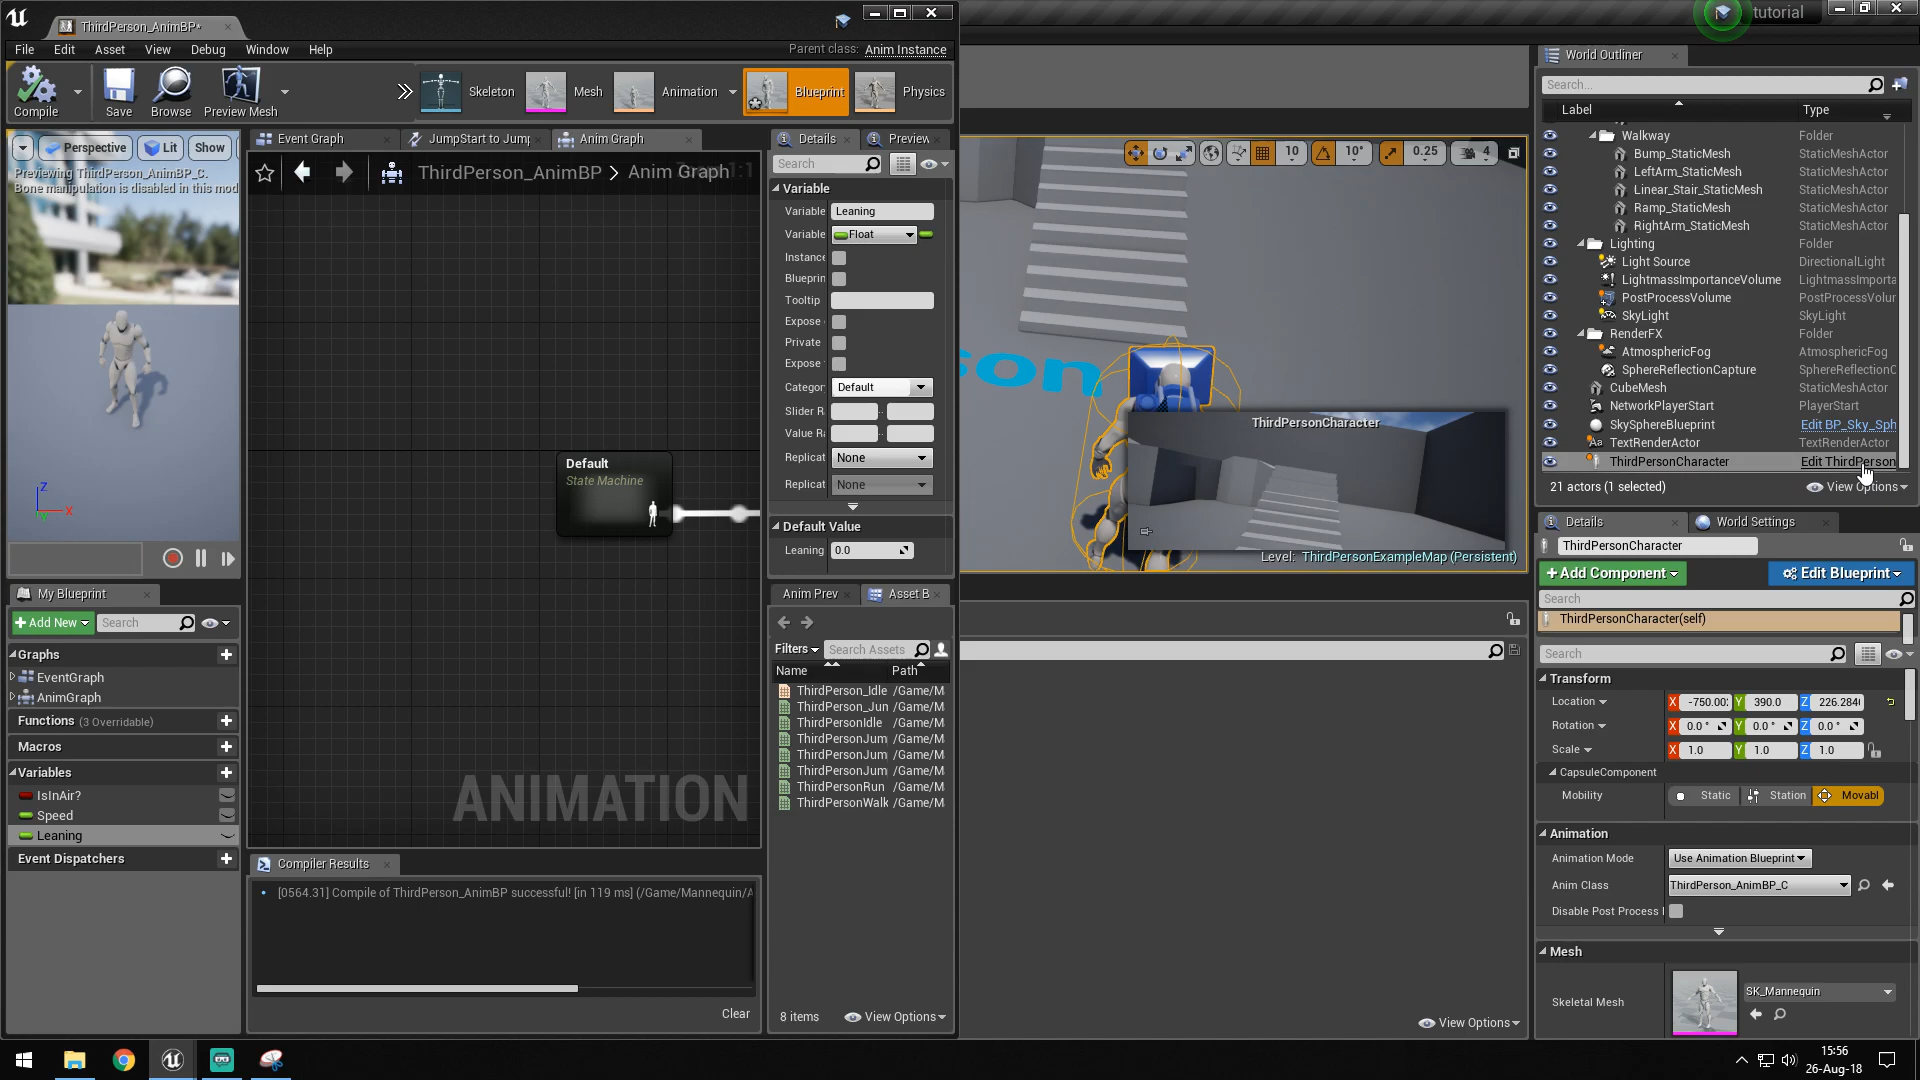 ThirdPerson_AnimBP*
tutorial
File Edit Asset View Debug Window Help
Parent class: Anim Instance
Compile Save Browse Preview Mesh
Skeleton Mesh Animation Blueprint Physics
Perspective Lit Show
Previewing ThirdPerson_AnimBP_C.
Bone manipulation is disabled in this mod
Z
X
Event Graph JumpStart to Jump Anim Graph
ThirdPerson_AnimBP > Anim Graph
Default
State Machine
ANIMATION
My Blueprint
Add New Search
Graphs
EventGraph
AnimGraph
Functions (3 Overridable)
Macros
Variables
IsInAir?
Speed
Leaning
Event Dispatchers
Compiler Results
[0564.31] Compile of ThirdPerson_AnimBP successful! [in 119 ms] (/Game/Mannequin/A
Clear
Details Preview
Search
Variable
Variable Leaning
Variable Float
Instance
Blueprin
Tooltip
Expose
Private
Expose
Categor Default
Slider R
Value Ra
Replicat None
Replicat None
Default Value
Leaning 0.0
Anim Prev Asset B
Filters Search Assets
Name Path
ThirdPerson_Idle /Game/M
ThirdPerson_Jun /Game/M
ThirdPersonIdle /Game/M
ThirdPersonJum /Game/M
ThirdPersonJum /Game/M
ThirdPersonJum /Game/M
ThirdPersonRun /Game/M
ThirdPersonWalk /Game/M
8 items View Options
10 10° 0.25 4
son
ThirdPersonCharacter
Level: ThirdPersonExampleMap (Persistent)
View Options
World Outliner
Search...
Label Type
Walkway Folder
Bump_StaticMesh StaticMeshActor
LeftArm_StaticMesh StaticMeshActor
Linear_Stair_StaticMesh StaticMeshActor
Ramp_StaticMesh StaticMeshActor
RightArm_StaticMesh StaticMeshActor
Lighting Folder
Light Source DirectionalLight
LightmassImportanceVolume LightmassImporta
PostProcessVolume PostProcessVolur
SkyLight SkyLight
RenderFX Folder
AtmosphericFog AtmosphericFog
SphereReflectionCapture SphereReflectionC
CubeMesh StaticMeshActor
NetworkPlayerStart PlayerStart
SkySphereBlueprint Edit BP_Sky_Sph
TextRenderActor TextRenderActor
ThirdPersonCharacter Edit ThirdPerson
21 actors (1 selected) View Options
Details World Settings
ThirdPersonCharacter
Add Component Edit Blueprint
Search
ThirdPersonCharacter(self)
Search
Transform
Location X -750.00 Y 390.0 Z 226.284
Rotation X 0.0 ° Y 0.0 ° Z 0.0 °
Scale X 1.0 Y 1.0 Z 1.0
CapsuleComponent
Mobility Static Station Movabl
Animation
Animation Mode Use Animation Blueprint
Anim Class ThirdPerson_AnimBP_C
Disable Post Process
Mesh
Skeletal Mesh SK_Mannequin
15:56
26-Aug-18